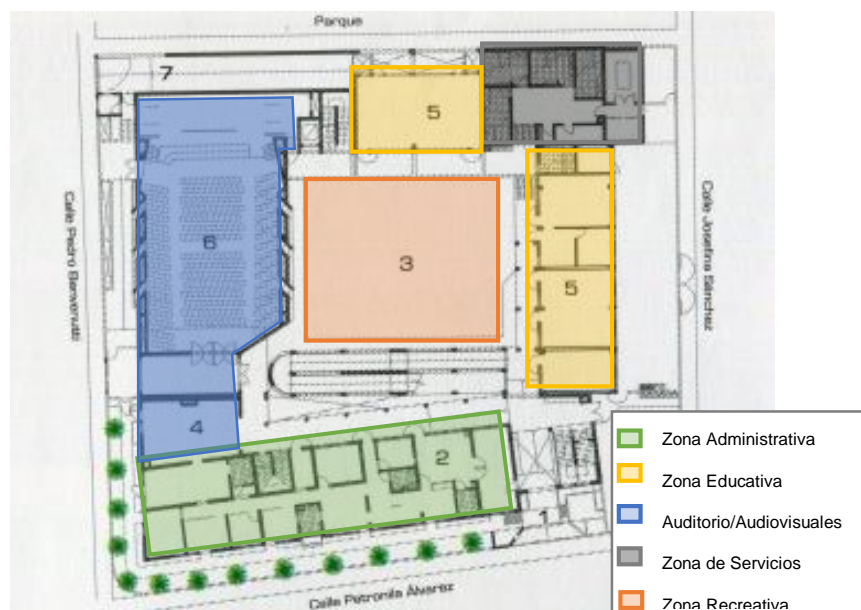 Parque
7
5
Calle Pedro Benvenutti
6
3
5
Calle Josefina Sánchez
4
2
1
Calle Petronila Álvarez
Zona Administrativa
Zona Educativa
Auditorio/Audiovisuales
Zona de Servicios
Zona Recreativa